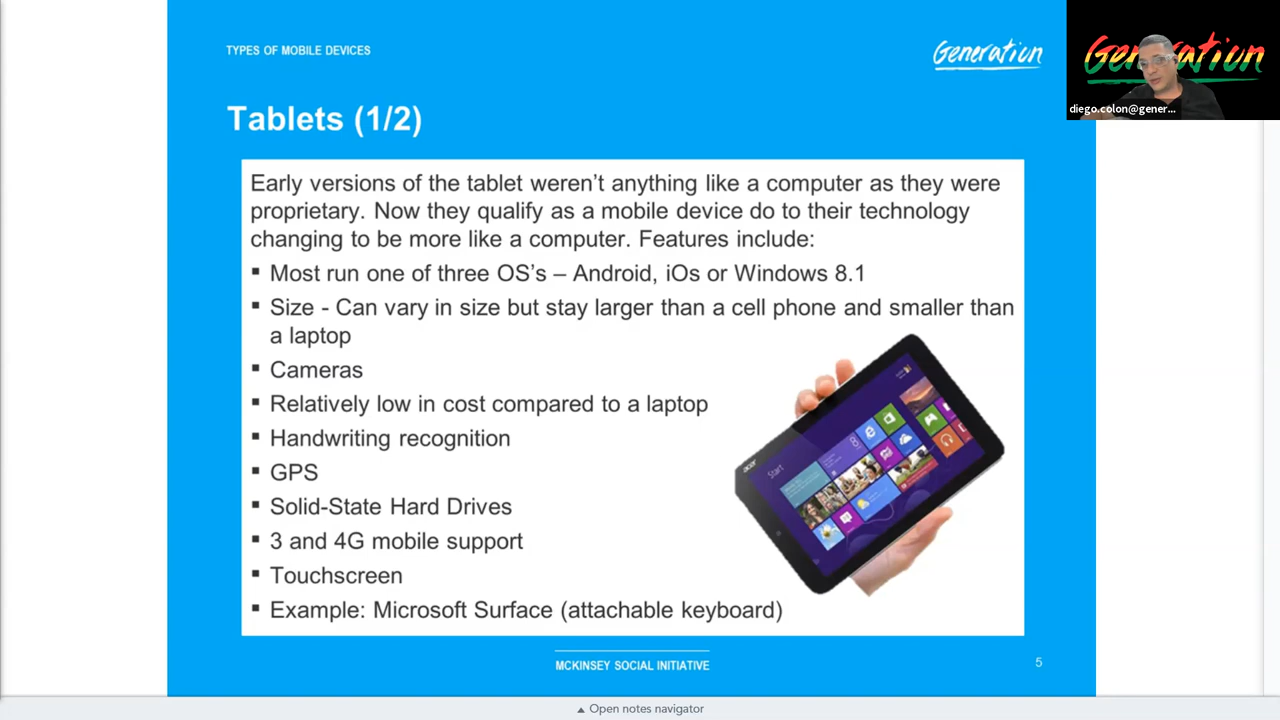 TYPES OF MOBILE DEVICES
Generation
Generation
diego.colon@gener...
Tablets (1/2)
Early versions of the tablet weren’t anything like a computer as they were
proprietary. Now they qualify as a mobile device do to their technology
changing to be more like a computer. Features include:
▪ Most run one of three OS’s – Android, iOs or Windows 8.1
▪ Size - Can vary in size but stay larger than a cell phone and smaller than
a laptop
▪ Cameras
▪ Relatively low in cost compared to a laptop
▪ Handwriting recognition
▪ GPS
▪ Solid-State Hard Drives
▪ 3 and 4G mobile support
▪ Touchscreen
▪ Example: Microsoft Surface (attachable keyboard)
acer
Start
MCKINSEY SOCIAL INITIATIVE
5
▲ Open notes navigator